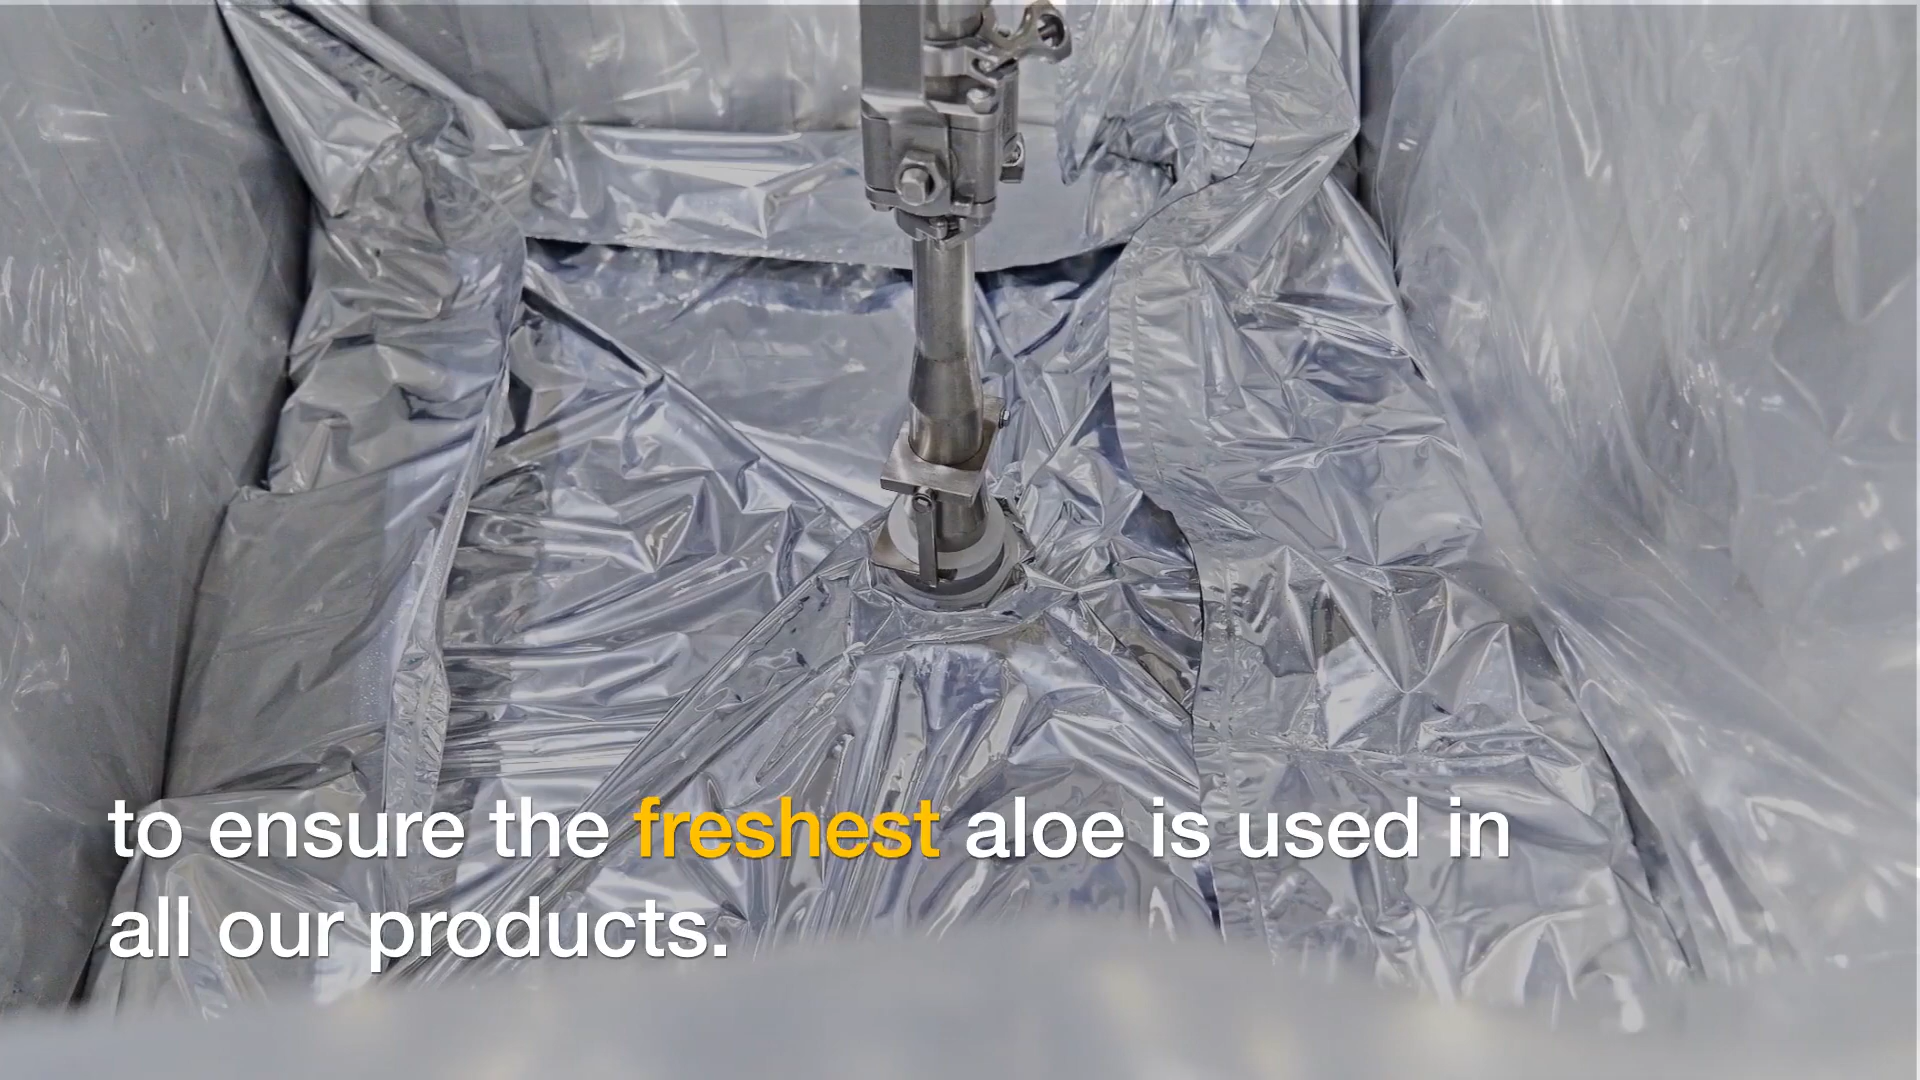 to ensure the freshest aloe is used in
all our products.